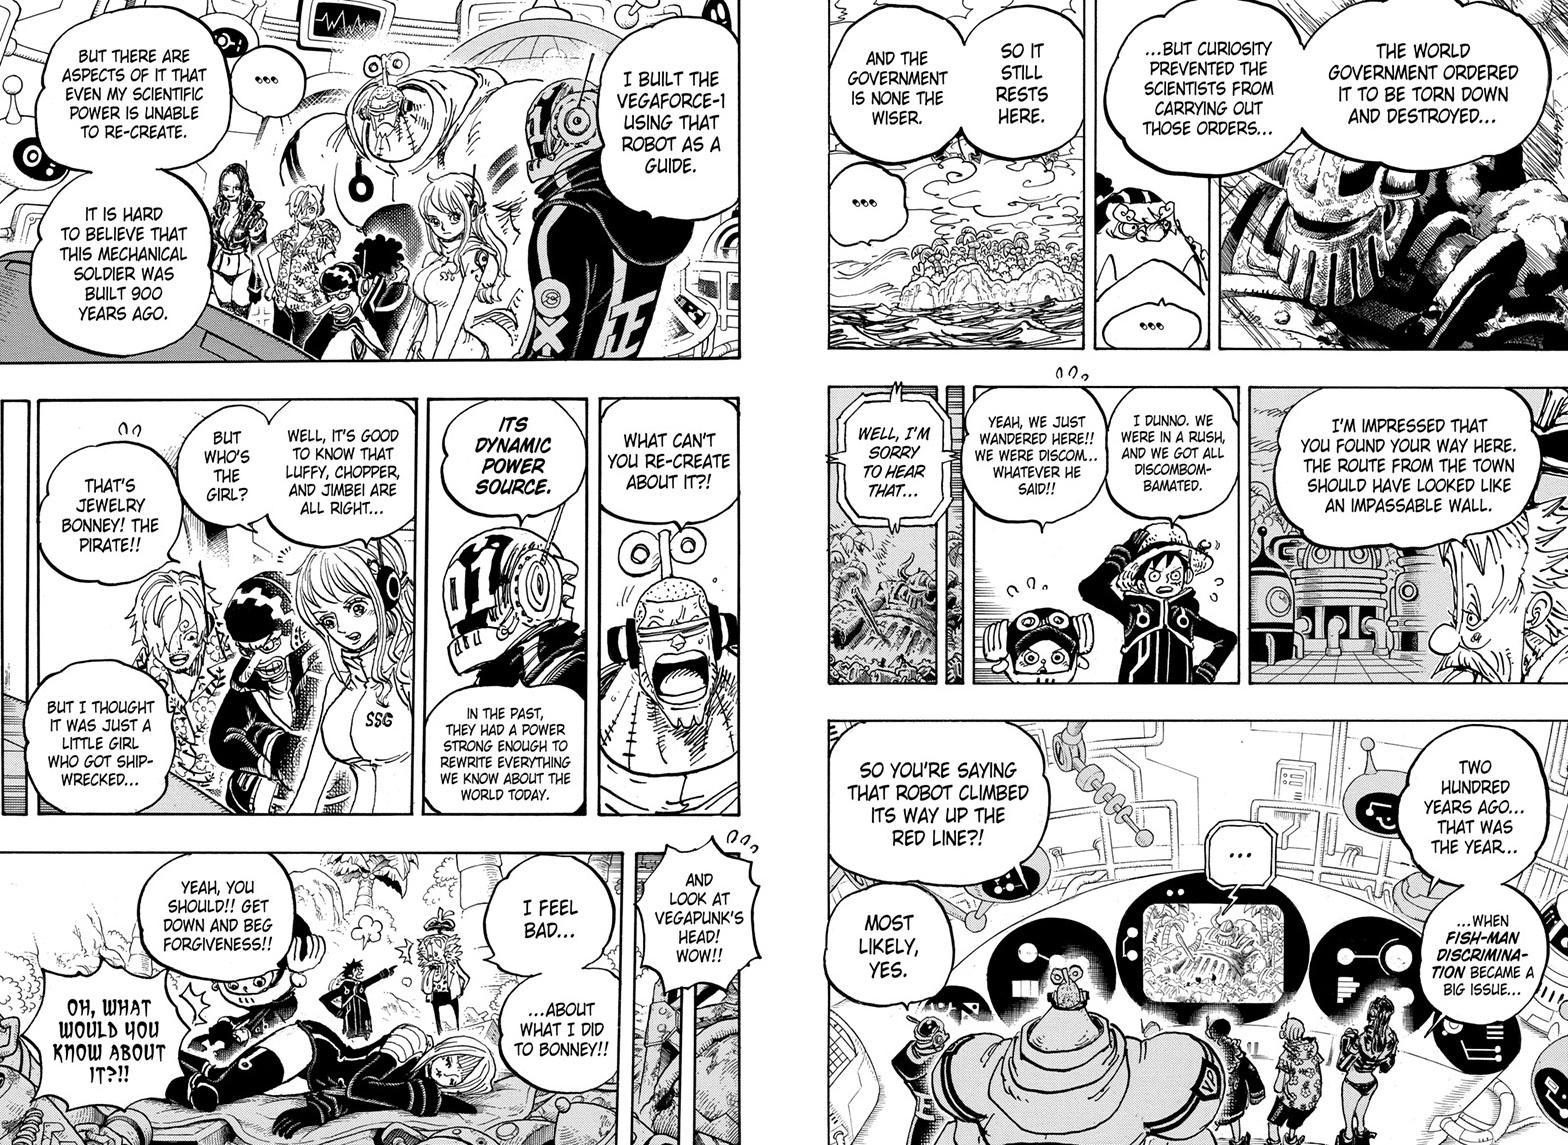 THE WORLD
GOVERNMENT ORDERED
IT TO BE TORN DOWN
AND DESTROYED...
...BUT CURIOSITY
PREVENTED THE
SCIENTISTS FROM
CARRYING OUT
THOSE ORDERS...
...
SO IT
STILL
RESTS
HERE.
AND THE
GOVERNMENT
IS NONE THE
WISER.
...
I'M IMPRESSED THAT
YOU FOUND YOUR WAY HERE.
THE ROUTE FROM THE TOWN
SHOULD HAVE LOOKED LIKE
AN IMPASSABLE WALL.
I DUNNO. WE
WERE IN A RUSH,
AND WE GOT ALL
DISCOMBOM-
BAMATED.
YEAH, WE JUST
WANDERED HERE!!
WE WERE DISCOM...
WHATEVER HE
SAID!!
WELL, I'M
SORRY
TO HEAR
THAT...
TWO
HUNDRED
YEARS AGO...
THAT WAS
THE YEAR...
...WHEN
FISH-MAN
DISCRIMINA-
TION BECAME A
BIG ISSUE...
...
SO YOU'RE SAYING
THAT ROBOT CLIMBED
ITS WAY UP THE
RED LINE?!
MOST
LIKELY,
YES.
I BUILT THE
VEGAFORCE-1
USING THAT
ROBOT AS A
GUIDE.
...
BUT THERE ARE
ASPECTS OF IT THAT
EVEN MY SCIENTIFIC
POWER IS UNABLE
TO RE-CREATE.
IT IS HARD
TO BELIEVE THAT
THIS MECHANICAL
SOLDIER WAS
BUILT 900
YEARS AGO.
WHAT CAN'T
YOU RE-CREATE
ABOUT IT?!
ITS
DYNAMIC
POWER
SOURCE.
01
IN THE PAST,
THEY HAD A POWER
STRONG ENOUGH TO
REWRITE EVERYTHING
WE KNOW ABOUT THE
WORLD TODAY.
WELL, IT'S GOOD
TO KNOW THAT
LUFFY, CHOPPER,
AND JIMBEI ARE
ALL RIGHT...
BUT
WHO'S
THE
GIRL?
SSG
THAT'S
JEWELRY
BONNEY! THE
PIRATE!!
BUT I THOUGHT
IT WAS JUST A
LITTLE GIRL
WHO GOT SHIP-
WRECKED...
AND
LOOK AT
VEGAPUNK'S
HEAD!
WOW!!
I FEEL
BAD...
...ABOUT
WHAT I DID
TO BONNEY!!
YEAH, YOU
SHOULD!! GET
DOWN AND BEG
FORGIVENESS!!
OH, WHAT
WOULD YOU
KNOW ABOUT
IT?!!